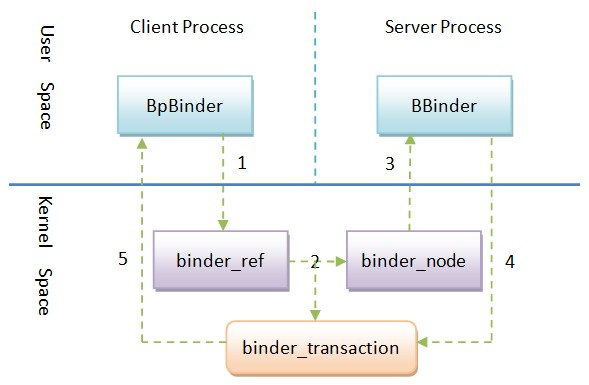 Client Process
Server Process
User Space
BpBinder
BBinder
1
3
Kernel Space
binder_ref
2
binder_node
5
4
binder_transaction